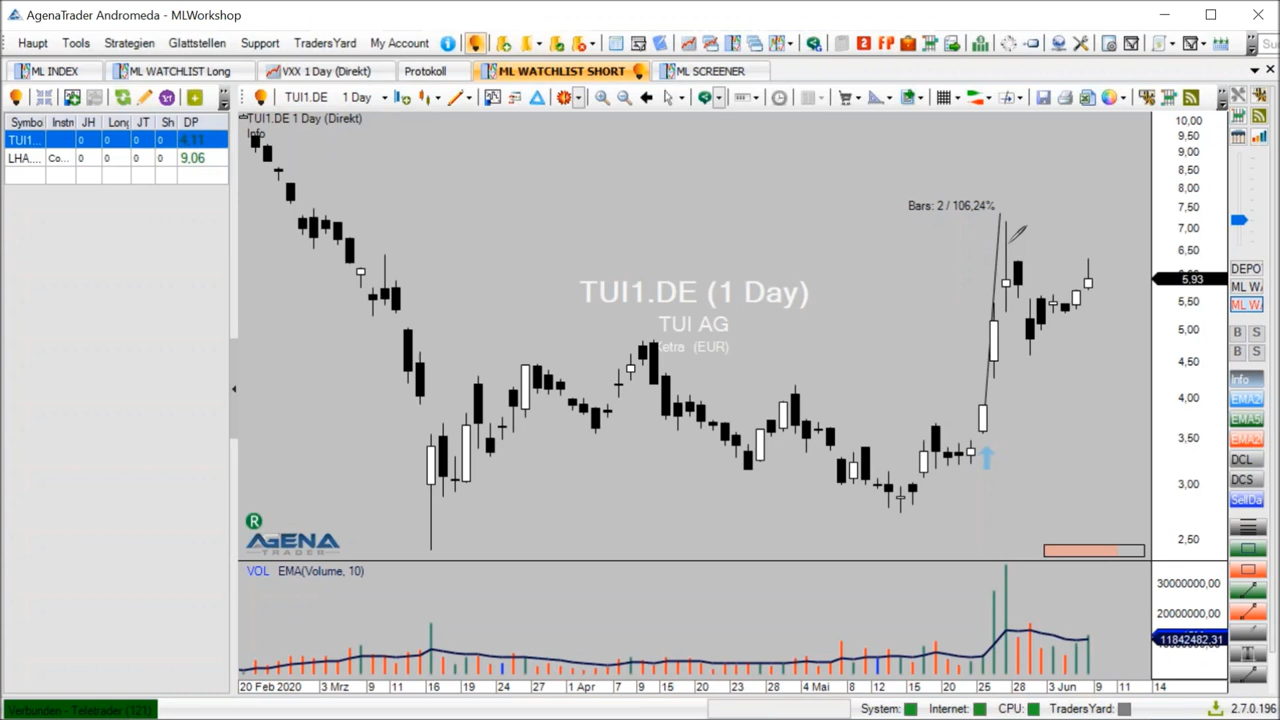 AgenaTrader Andromeda - MLWorkshop
Haupt Tools Strategien Glattstellen Support TradersYard My Account
ML INDEX ML WATCHLIST Long VXX 1 Day (Direkt) Protokoll ML WATCHLIST SHORT ML SCREENER
TUI1.DE 1 Day
Symbo Instn JH Long JT Sh DP
TUI1... 0 0 0 0 4,11
LHA.... Co... 0 0 0 0 9,06
TUI1.DE 1 Day (Direkt)
Info
Bars: 2 / 106,24%
TUI1.DE (1 Day)
TUI AG
Xetra (EUR)
10,00
9,50
9,00
8,50
8,00
7,50
7,00
6,50
5,93
5,50
5,00
4,50
4,00
3,50
3,00
2,50
AGENA
TRADER
VOL EMA(Volume, 10)
30000000,00
20000000,00
11842482,31
20 Feb 2020 3 Mrz 9 11 16 18 24 27 1 Apr 7 9 15 20 23 28 4 Mai 8 12 15 20 25 28 3 Jun 9 11 14
DEPO
B S
B S
Info
DCL
DCS
Verbunden - Teletrader (121)
System: Internet: CPU: TradersYard: 2.7.0.196